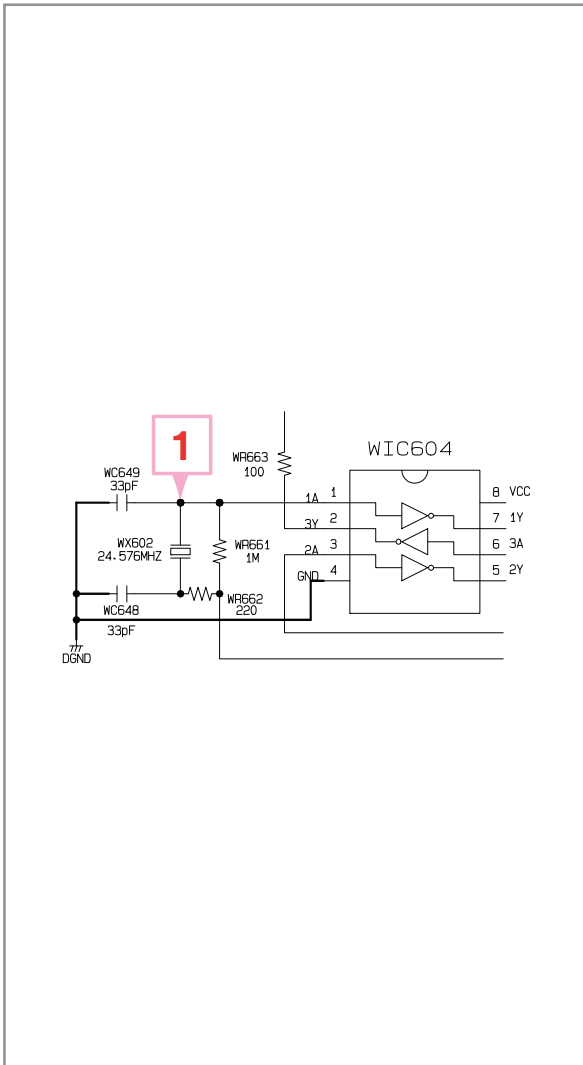 1
WC649
33pF
WR663
100
WIC604
1A 1
8 VCC
3Y 2
7 1Y
2A 3
6 3A
GND 4
5 2Y
WX602
24.576MHZ
WR661
1M
WR662
220
WC648
33pF
DGND